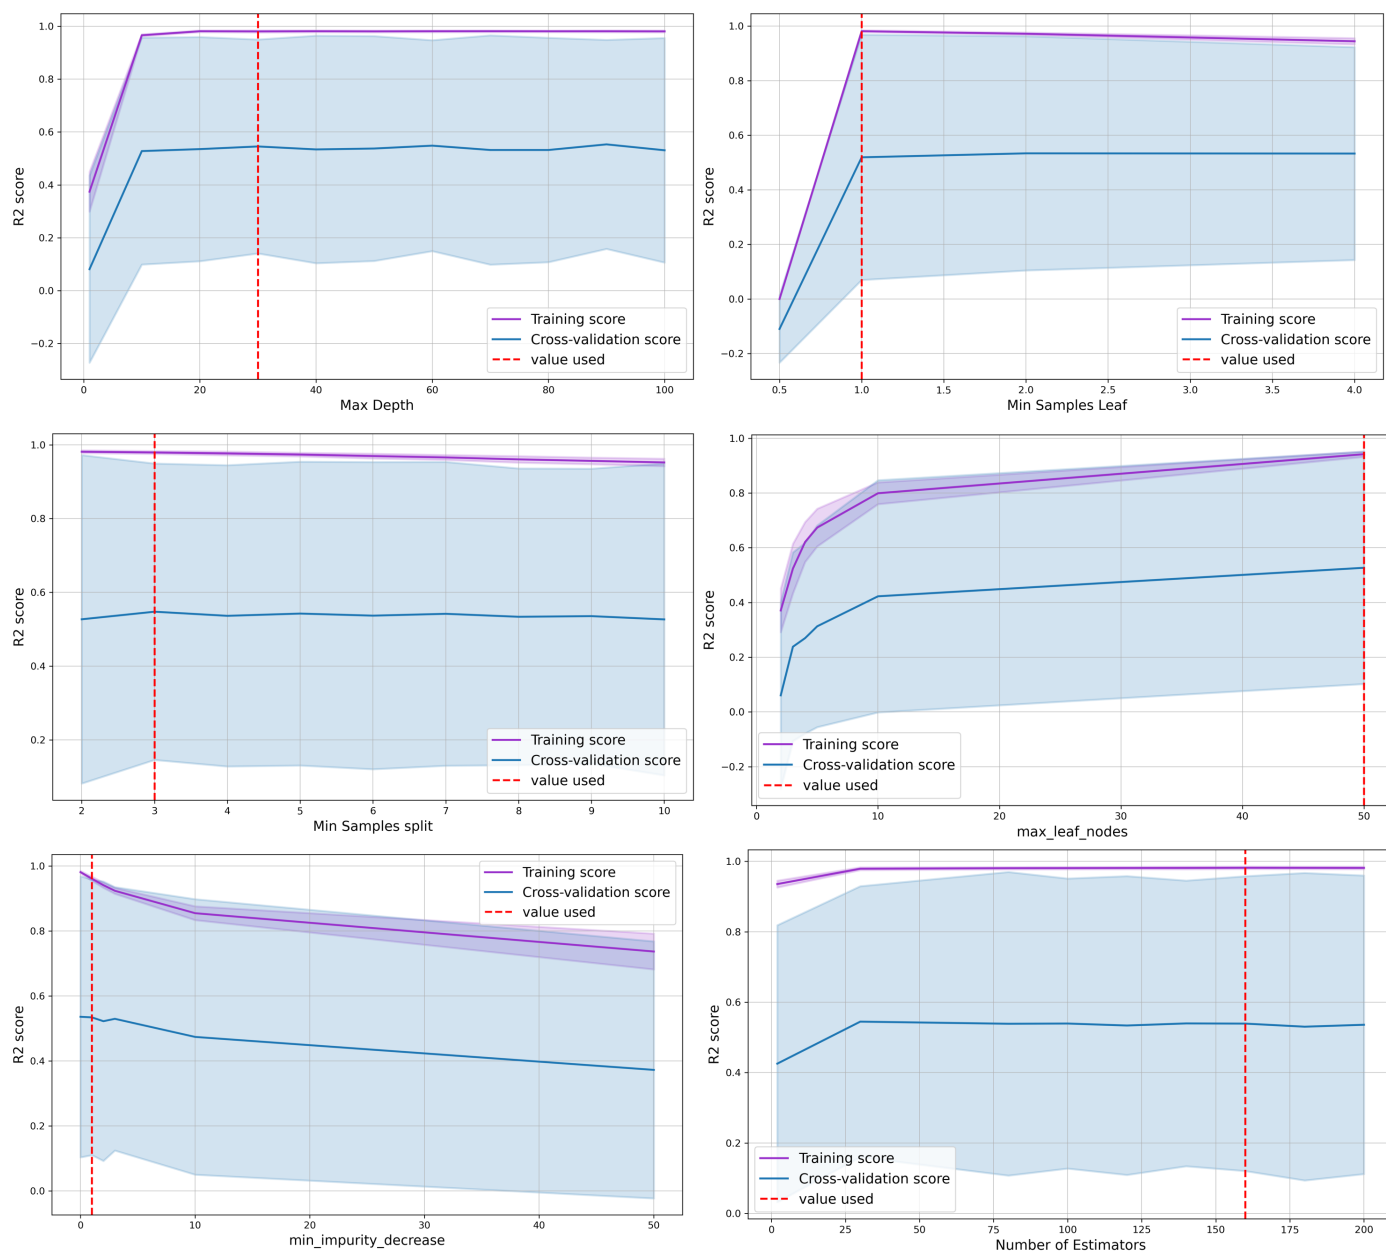 1.0
0.8
0.6
0.4
0.2
0.0
−0.2
R2 score
0
20
40
60
80
100
Max Depth
Training score
Cross-validation score
value used
1.0
0.8
0.6
0.4
0.2
0.0
−0.2
R2 score
0.5
1.0
1.5
2.0
2.5
3.0
3.5
4.0
Min Samples Leaf
Training score
Cross-validation score
value used
1.0
0.8
0.6
0.4
0.2
R2 score
2
3
4
5
6
7
8
9
10
Min Samples split
Training score
Cross-validation score
value used
1.0
0.8
0.6
0.4
0.2
0.0
−0.2
R2 score
0
10
20
30
40
50
max_leaf_nodes
Training score
Cross-validation score
value used
1.0
0.8
0.6
0.4
0.2
0.0
R2 score
0
10
20
30
40
50
min_impurity_decrease
Training score
Cross-validation score
value used
1.0
0.8
0.6
0.4
0.2
0.0
R2 score
0
25
50
75
100
125
150
175
200
Number of Estimators
Training score
Cross-validation score
value used